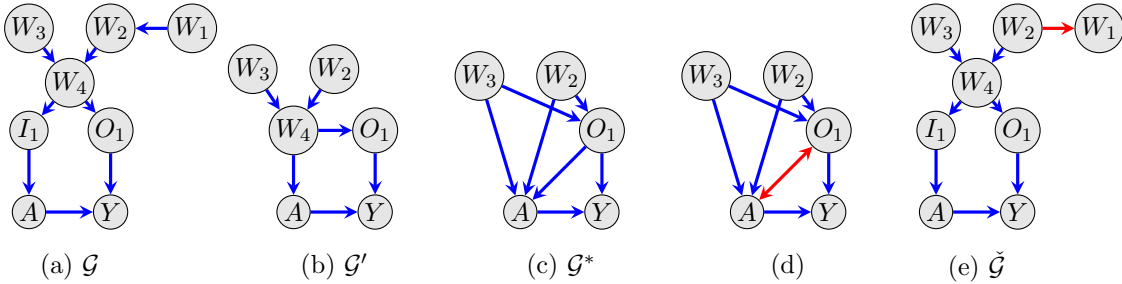 W₃ W₂ W₁
W₄
I₁ O₁
A Y
(a) 𝒢
W₃ W₂
W₄ O₁
A Y
(b) 𝒢′
W₃ W₂
O₁
A Y
(c) 𝒢*
W₃ W₂
O₁
A Y
(d)
W₃ W₂ W₁
W₄
I₁ O₁
A Y
(e) 𝒢̌